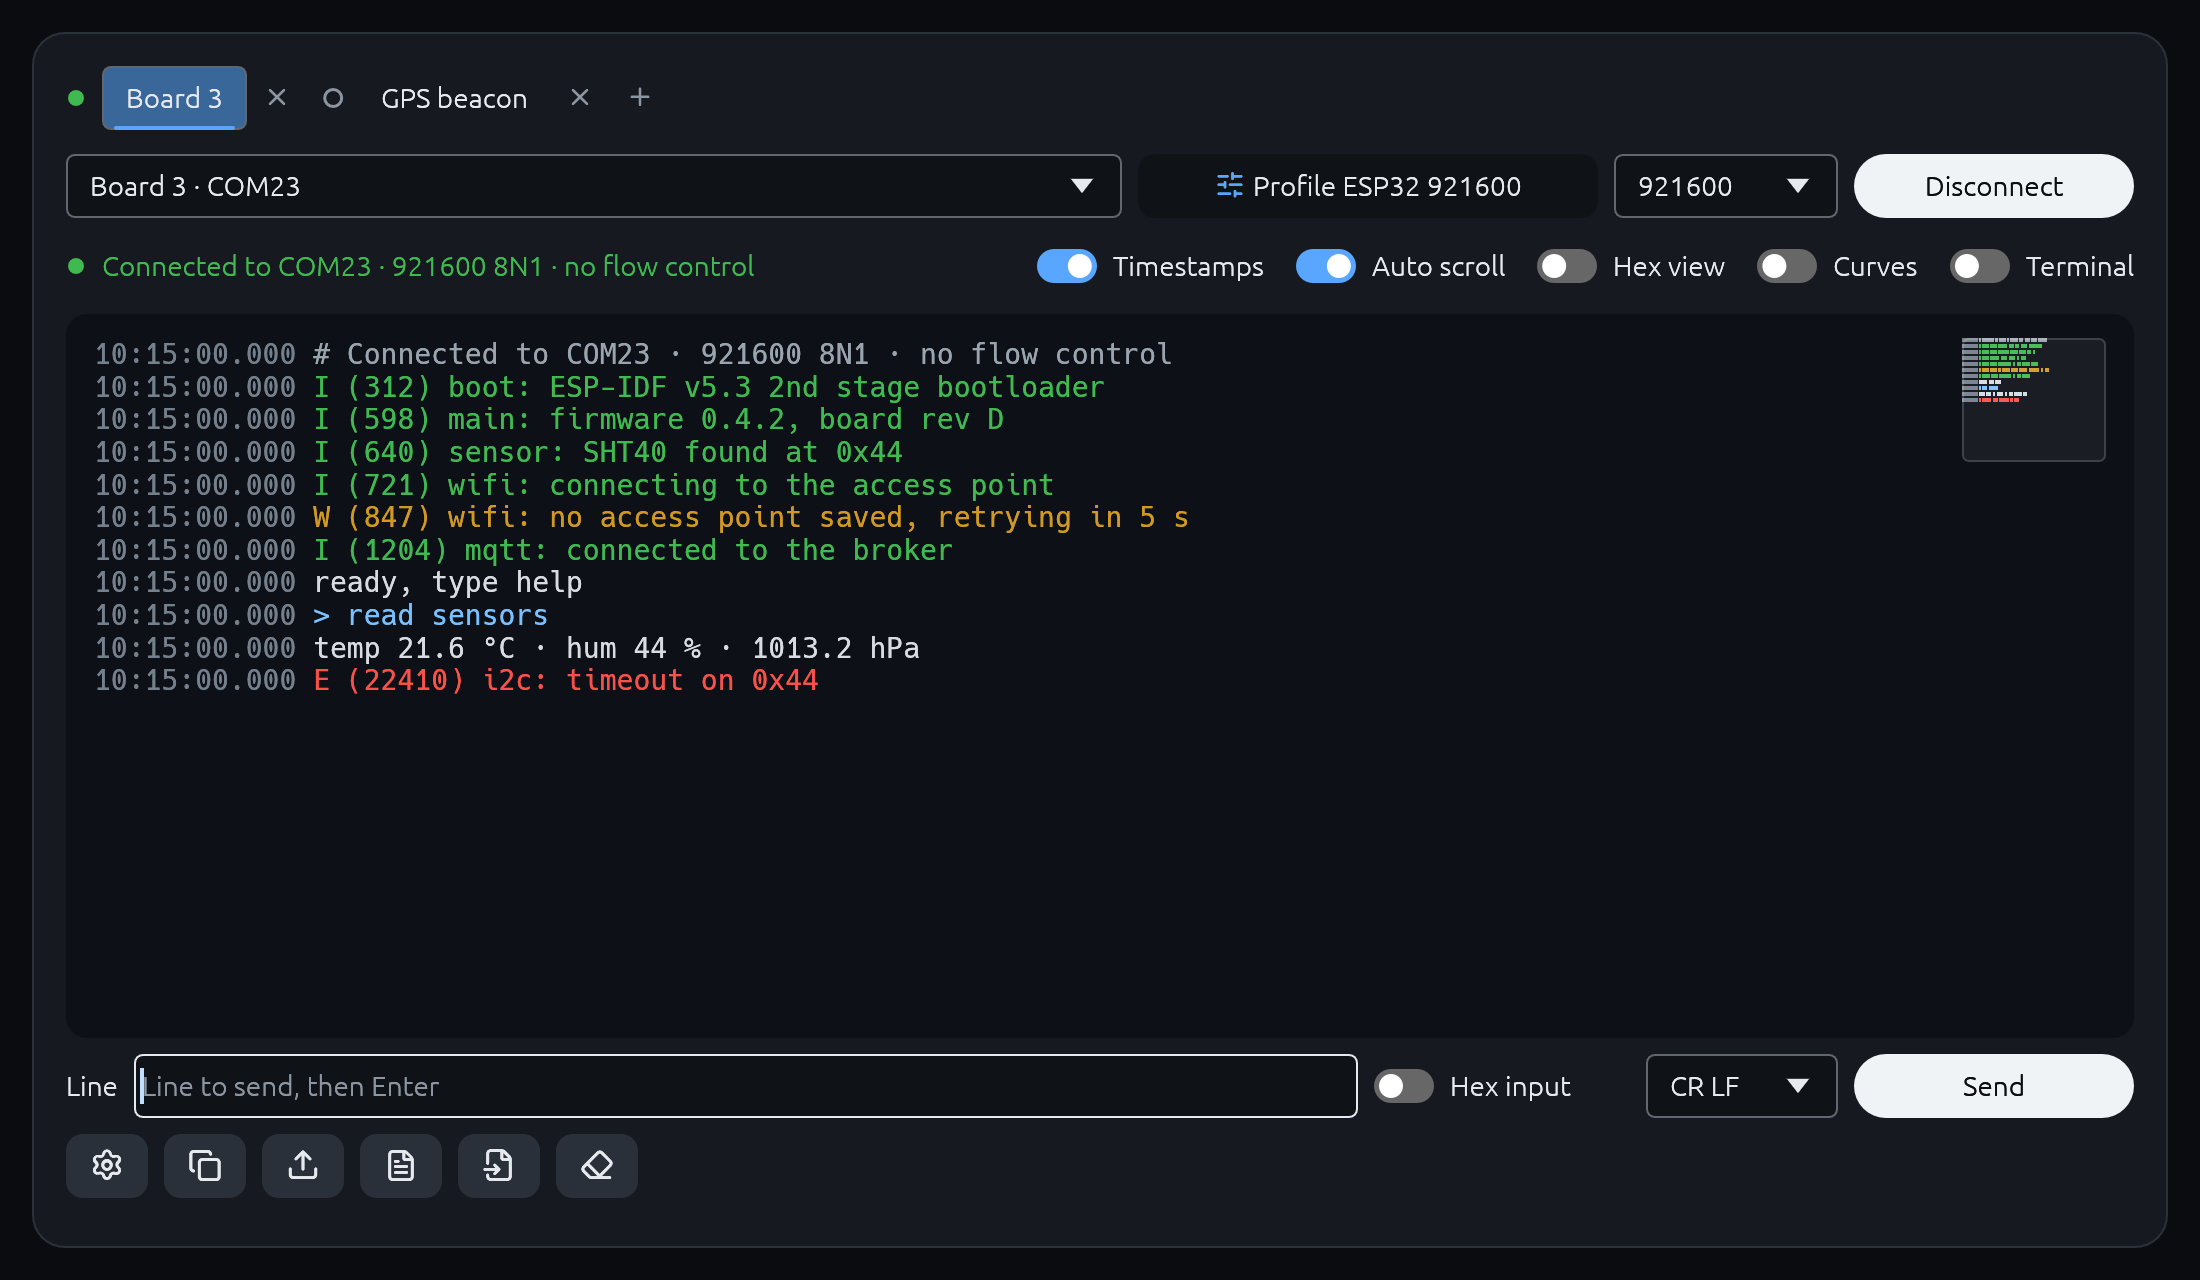 Board 3
GPS beacon
Board 3 · COM23
Profile ESP32 921600
921600
Disconnect
Connected to COM23 · 921600 8N1 · no flow control
Timestamps
Auto scroll
Hex view
Curves
Terminal
10:15:00.000 # Connected to COM23 · 921600 8N1 · no flow control
10:15:00.000 I (312) boot: ESP-IDF v5.3 2nd stage bootloader
10:15:00.000 I (598) main: firmware 0.4.2, board rev D
10:15:00.000 I (640) sensor: SHT40 found at 0x44
10:15:00.000 I (721) wifi: connecting to the access point
10:15:00.000 W (847) wifi: no access point saved, retrying in 5 s
10:15:00.000 I (1204) mqtt: connected to the broker
10:15:00.000 ready, type help
10:15:00.000 > read sensors
10:15:00.000 temp 21.6 °C · hum 44 % · 1013.2 hPa
10:15:00.000 E (22410) i2c: timeout on 0x44
Line
Line to send, then Enter
Hex input
CR LF
Send